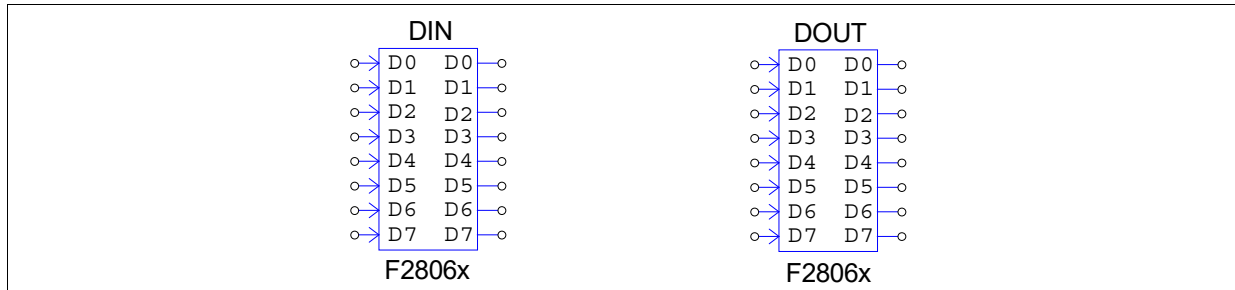 DIN DOUT
D0 D0 D0 D0
D1 D1 D1 D1
D2 D2 D2 D2
D3 D3 D3 D3
D4 D4 D4 D4
D5 D5 D5 D5
D6 D6 D6 D6
D7 D7 D7 D7
F2806x F2806x